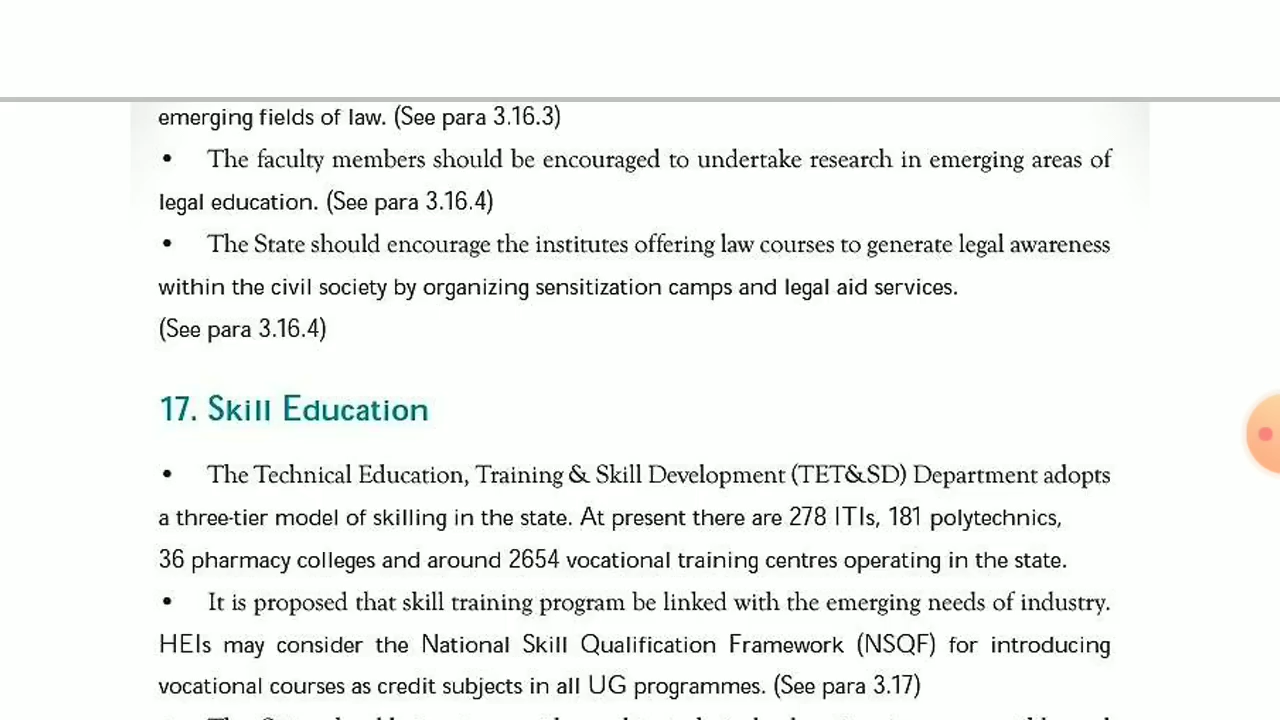 emerging fields of law. (See para 3.16.3)
• The faculty members should be encouraged to undertake research in emerging areas of
legal education. (See para 3.16.4)
• The State should encourage the institutes offering law courses to generate legal awareness
within the civil society by organizing sensitization camps and legal aid services.
(See para 3.16.4)
17. Skill Education
• The Technical Education, Training & Skill Development (TET&SD) Department adopts
a three-tier model of skilling in the state. At present there are 278 ITIs, 181 polytechnics,
36 pharmacy colleges and around 2654 vocational training centres operating in the state.
• It is proposed that skill training program be linked with the emerging needs of industry.
HEIs may consider the National Skill Qualification Framework (NSQF) for introducing
vocational courses as credit subjects in all UG programmes. (See para 3.17)